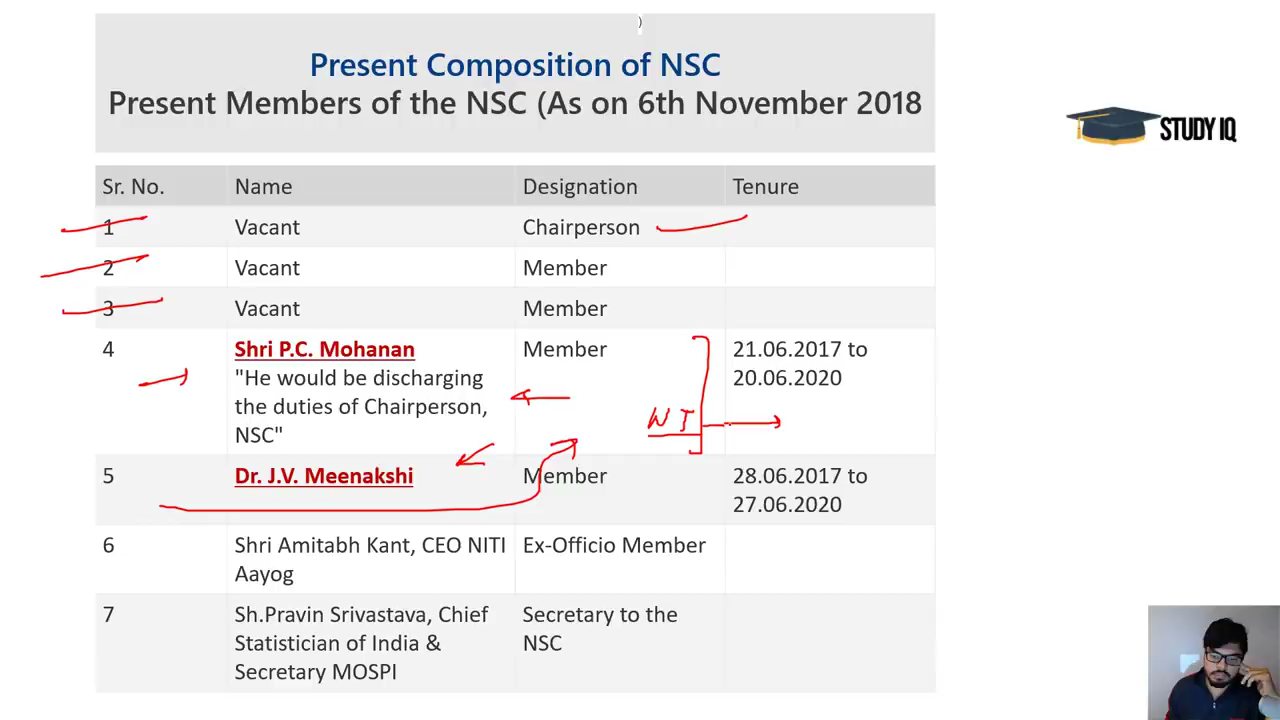 )
Present Composition of NSC
Present Members of the NSC (As on 6th November 2018
STUDY IQ
Sr. No. Name Designation Tenure
1 Vacant Chairperson
2 Vacant Member
3 Vacant Member
4 Shri P.C. Mohanan Member 21.06.2017 to
"He would be discharging 20.06.2020
the duties of Chairperson,
NSC"
5 Dr. J.V. Meenakshi Member 28.06.2017 to
27.06.2020
6 Shri Amitabh Kant, CEO NITI Ex-Officio Member
Aayog
7 Sh.Pravin Srivastava, Chief Secretary to the
Statistician of India & NSC
Secretary MOSPI